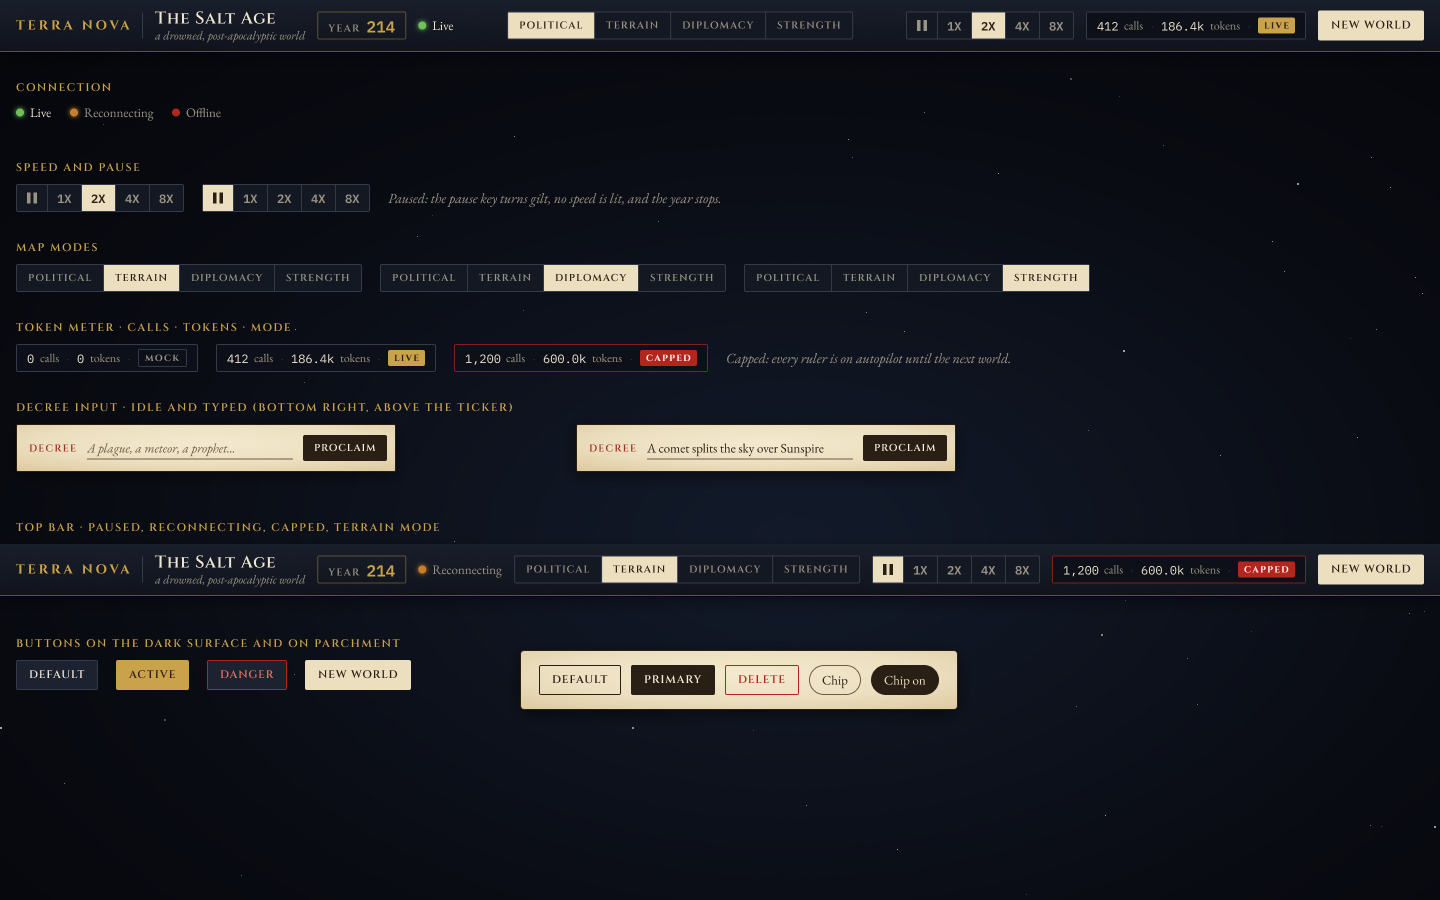 TERRA NOVA THE SALT AGE YEAR 214 Live POLITICAL TERRAIN DIPLOMACY STRENGTH 1X 2X 4X 8X 412 calls · 186.4k tokens · LIVE NEW WORLD
a drowned, post-apocalyptic world
CONNECTION
Live Reconnecting Offline
SPEED AND PAUSE
1X 2X 4X 8X 1X 2X 4X 8X Paused: the pause key turns gilt, no speed is lit, and the year stops.
MAP MODES
POLITICAL TERRAIN DIPLOMACY STRENGTH POLITICAL TERRAIN DIPLOMACY STRENGTH POLITICAL TERRAIN DIPLOMACY STRENGTH
TOKEN METER · CALLS · TOKENS · MODE
0 calls · 0 tokens · MOCK 412 calls · 186.4k tokens · LIVE 1,200 calls · 600.0k tokens · CAPPED Capped: every ruler is on autopilot until the next world.
DECREE INPUT · IDLE AND TYPED (BOTTOM RIGHT, ABOVE THE TICKER)
DECREE A plague, a meteor, a prophet... PROCLAIM DECREE A comet splits the sky over Sunspire PROCLAIM
TOP BAR · PAUSED, RECONNECTING, CAPPED, TERRAIN MODE
TERRA NOVA THE SALT AGE YEAR 214 Reconnecting POLITICAL TERRAIN DIPLOMACY STRENGTH 1X 2X 4X 8X 1,200 calls · 600.0k tokens · CAPPED NEW WORLD
a drowned, post-apocalyptic world
BUTTONS ON THE DARK SURFACE AND ON PARCHMENT
DEFAULT ACTIVE DANGER NEW WORLD DEFAULT PRIMARY DELETE Chip Chip on